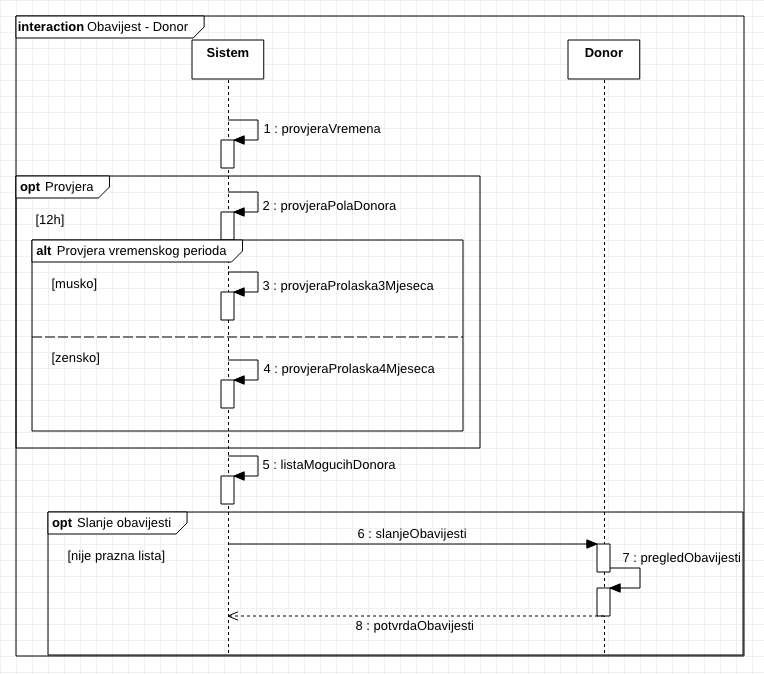 interaction Obavijest - Donor
Sistem
Donor
1 : provjeraVremena
opt Provjera
2 : provjeraPolaDonora
[12h]
alt Provjera vremenskog perioda
[musko]
3 : provjeraProlaska3Mjeseca
[zensko]
4 : provjeraProlaska4Mjeseca
5 : listaMogucihDonora
opt Slanje obavijesti
6 : slanjeObavijesti
[nije prazna lista]
7 : pregledObavijesti
8 : potvrdaObavijesti